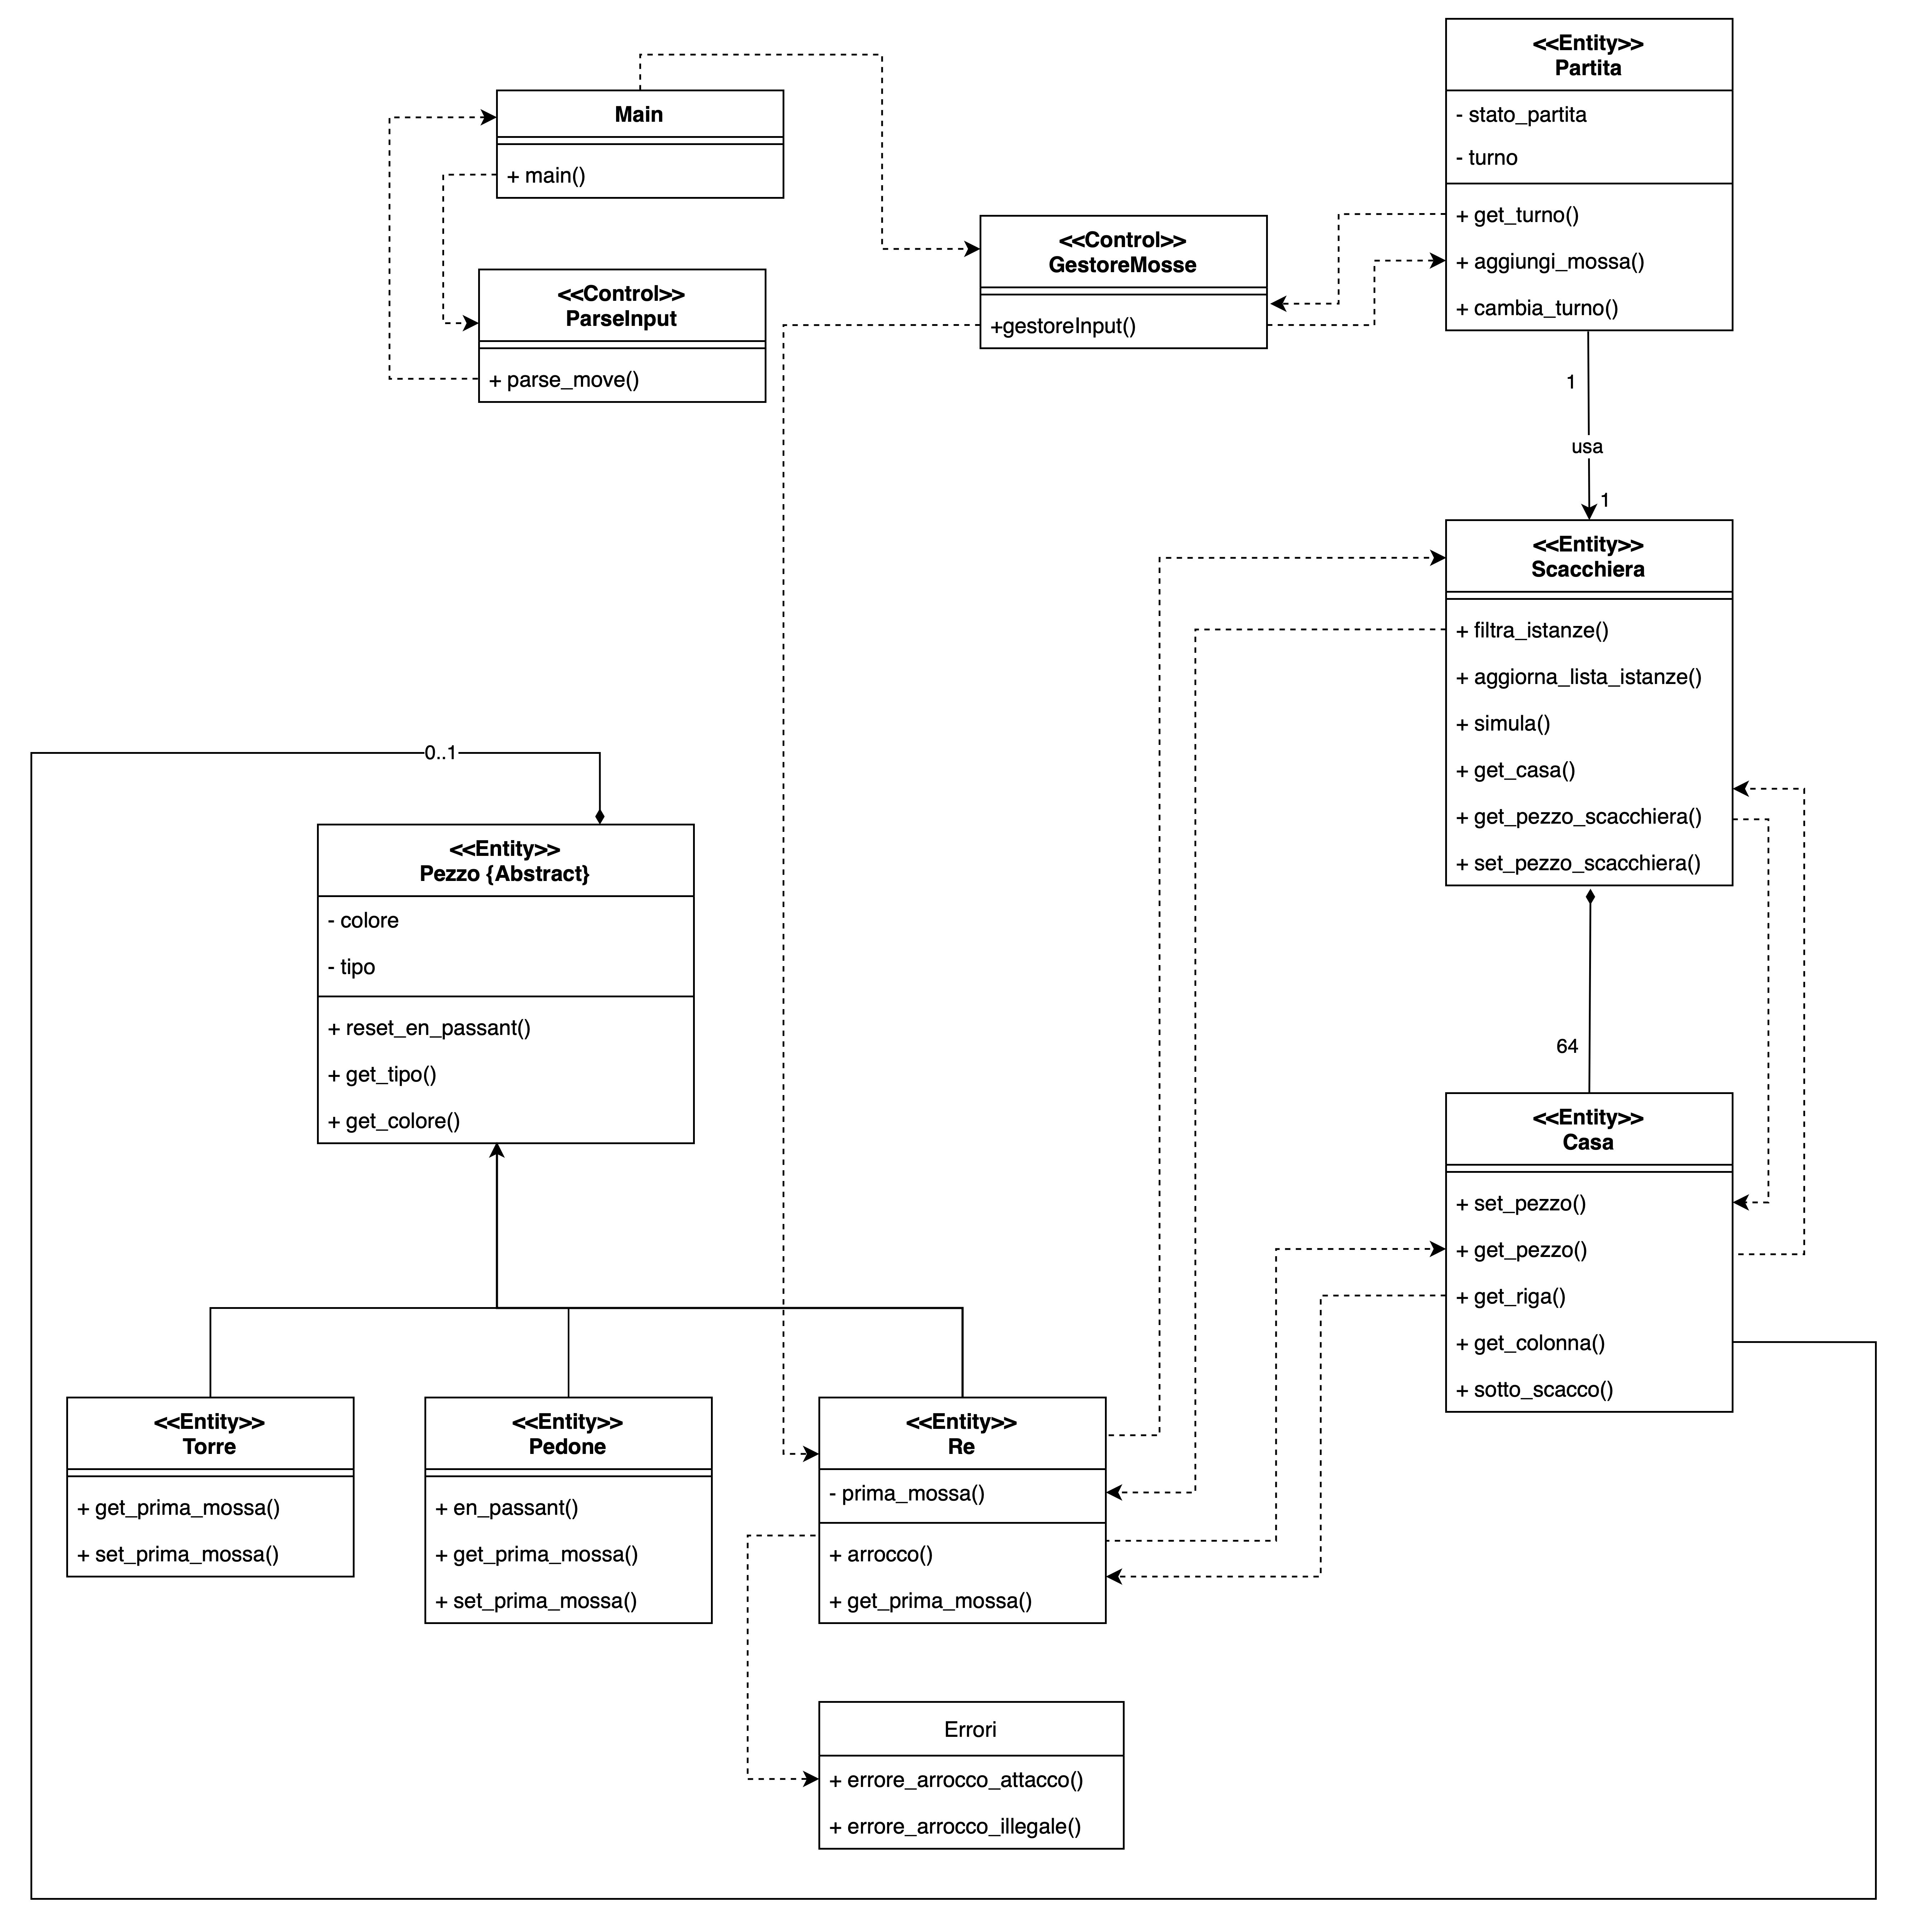 <<Entity>>
Partita
- stato_partita
- turno
+ get_turno()
+ aggiungi_mossa()
+ cambia_turno()
Main
+ main()
<<Control>>
GestoreMosse
+gestoreInput()
<<Control>>
ParseInput
+ parse_move()
1
usa
1
<<Entity>>
Scacchiera
+ filtra_istanze()
+ aggiorna_lista_istanze()
+ simula()
+ get_casa()
+ get_pezzo_scacchiera()
+ set_pezzo_scacchiera()
0..1
<<Entity>>
Pezzo {Abstract}
- colore
- tipo
+ reset_en_passant()
+ get_tipo()
+ get_colore()
64
<<Entity>>
Casa
+ set_pezzo()
+ get_pezzo()
+ get_riga()
+ get_colonna()
+ sotto_scacco()
<<Entity>>
Torre
+ get_prima_mossa()
+ set_prima_mossa()
<<Entity>>
Pedone
+ en_passant()
+ get_prima_mossa()
+ set_prima_mossa()
<<Entity>>
Re
- prima_mossa()
+ arrocco()
+ get_prima_mossa()
Errori
+ errore_arrocco_attacco()
+ errore_arrocco_illegale()